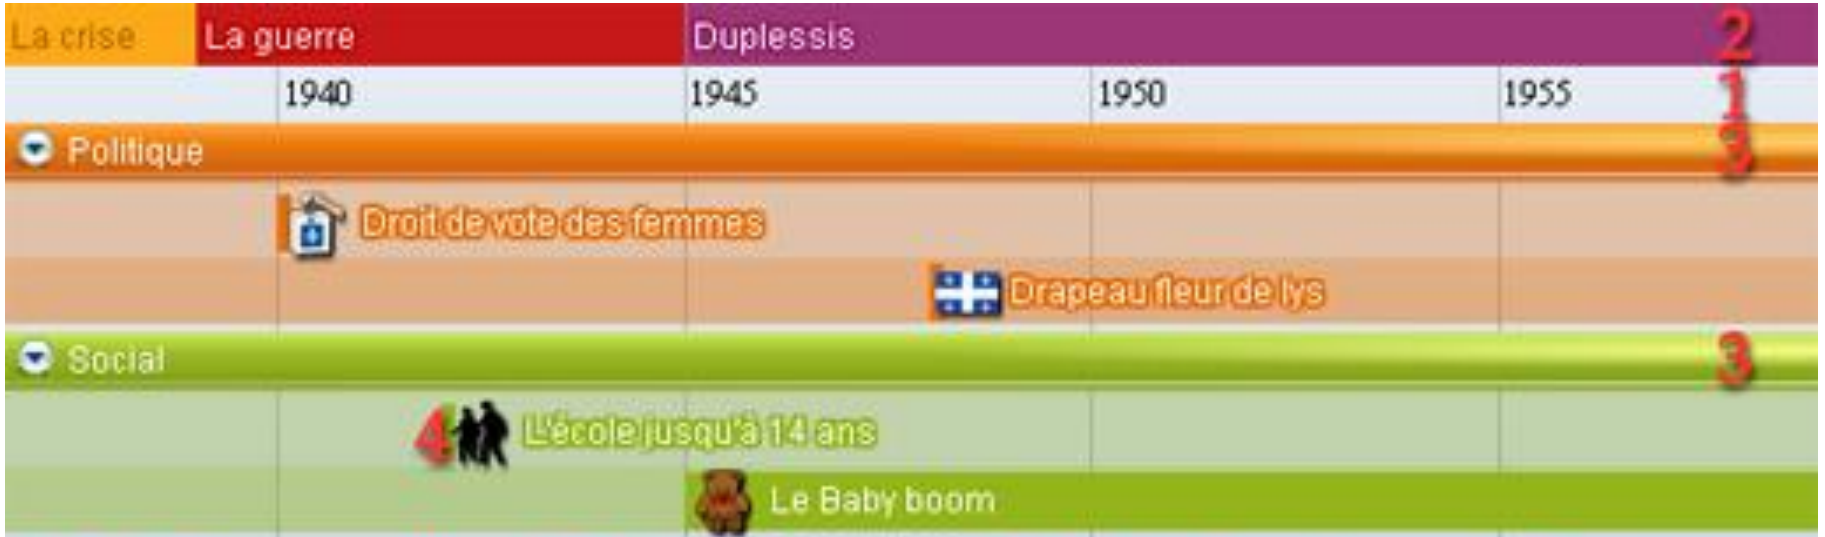 La crise La guerre Duplessis 2
1940 1945 1950 1955 1
Politique 3
Droit de vote des femmes
Drapeau fleur de lys
Social 3
4 L'école jusqu'à 14 ans
Le Baby boom